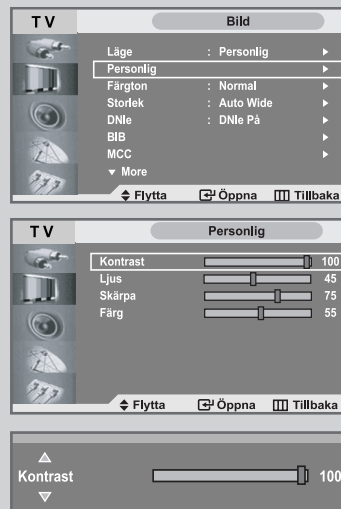 TV Bild
Läge : Personlig ►
Personlig ►
Färgton : Normal ►
Storlek : Auto Wide ►
DNIe : DNIe På ►
BIB ►
MCC ►
▼ More
Flytta Öppna Tillbaka
TV Personlig
Kontrast 100
Ljus 45
Skärpa 75
Färg 55
Flytta Öppna Tillbaka
Kontrast 100